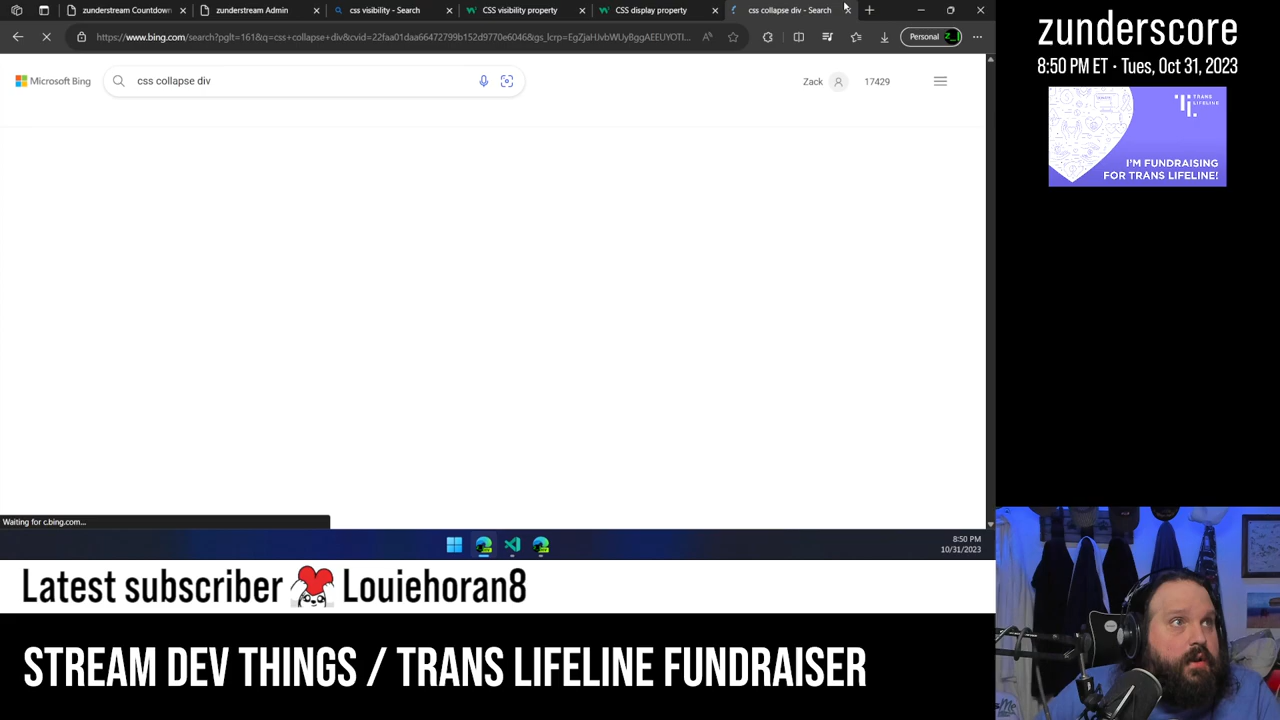 zunderstream Countdown
zunderstream Admin
css visibility - Search
CSS visibility property
CSS display property
css collapse div - Search
Personal
Microsoft Bing
css collapse div
Zack
17429
Waiting for c.bing.com...
8:50 PM
10/31/2023
zunderscore
8:50 PM ET · Tues, Oct 31, 2023
TRANS
LIFELINE
I'M FUNDRAISING
FOR TRANS LIFELINE!
Latest subscriber Louiehoran8
STREAM DEV THINGS / TRANS LIFELINE FUNDRAISER